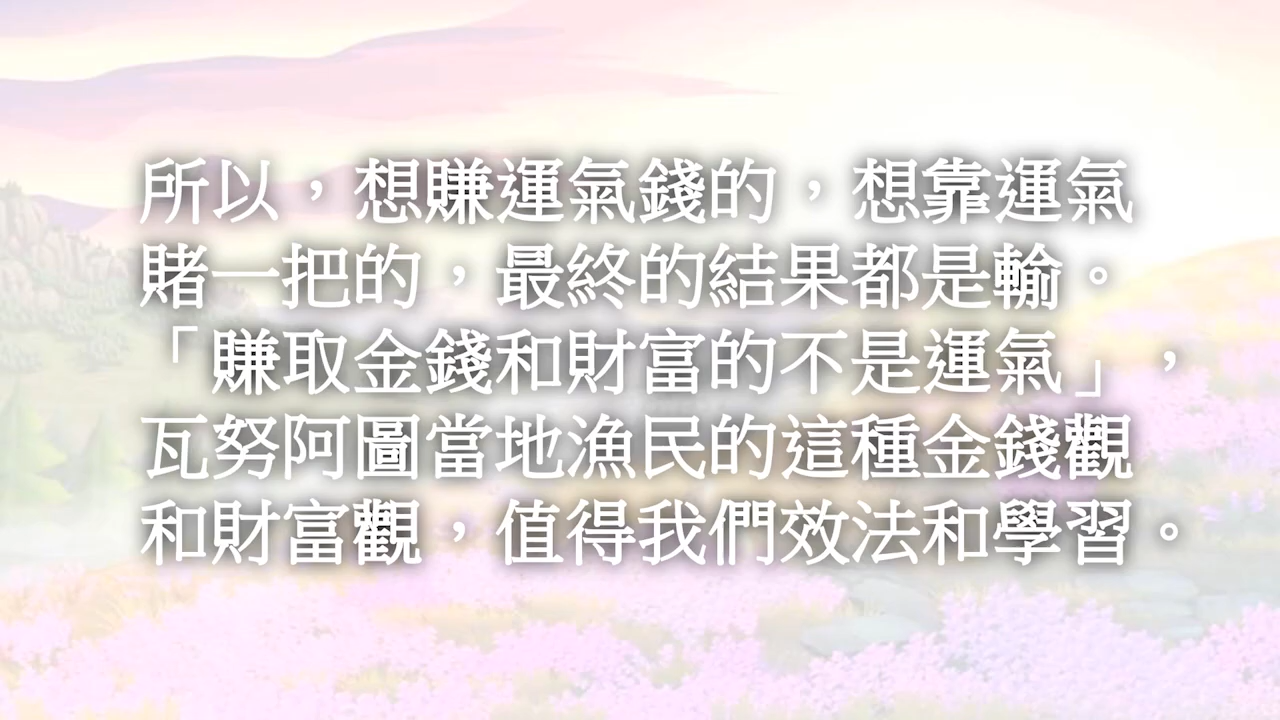 所以，想賺運氣錢的，想靠運氣
賭一把的，最終的結果都是輸。
「賺取金錢和財富的不是運氣」，
瓦努阿圖當地漁民的這種金錢觀
和財富觀，值得我們效法和學習。